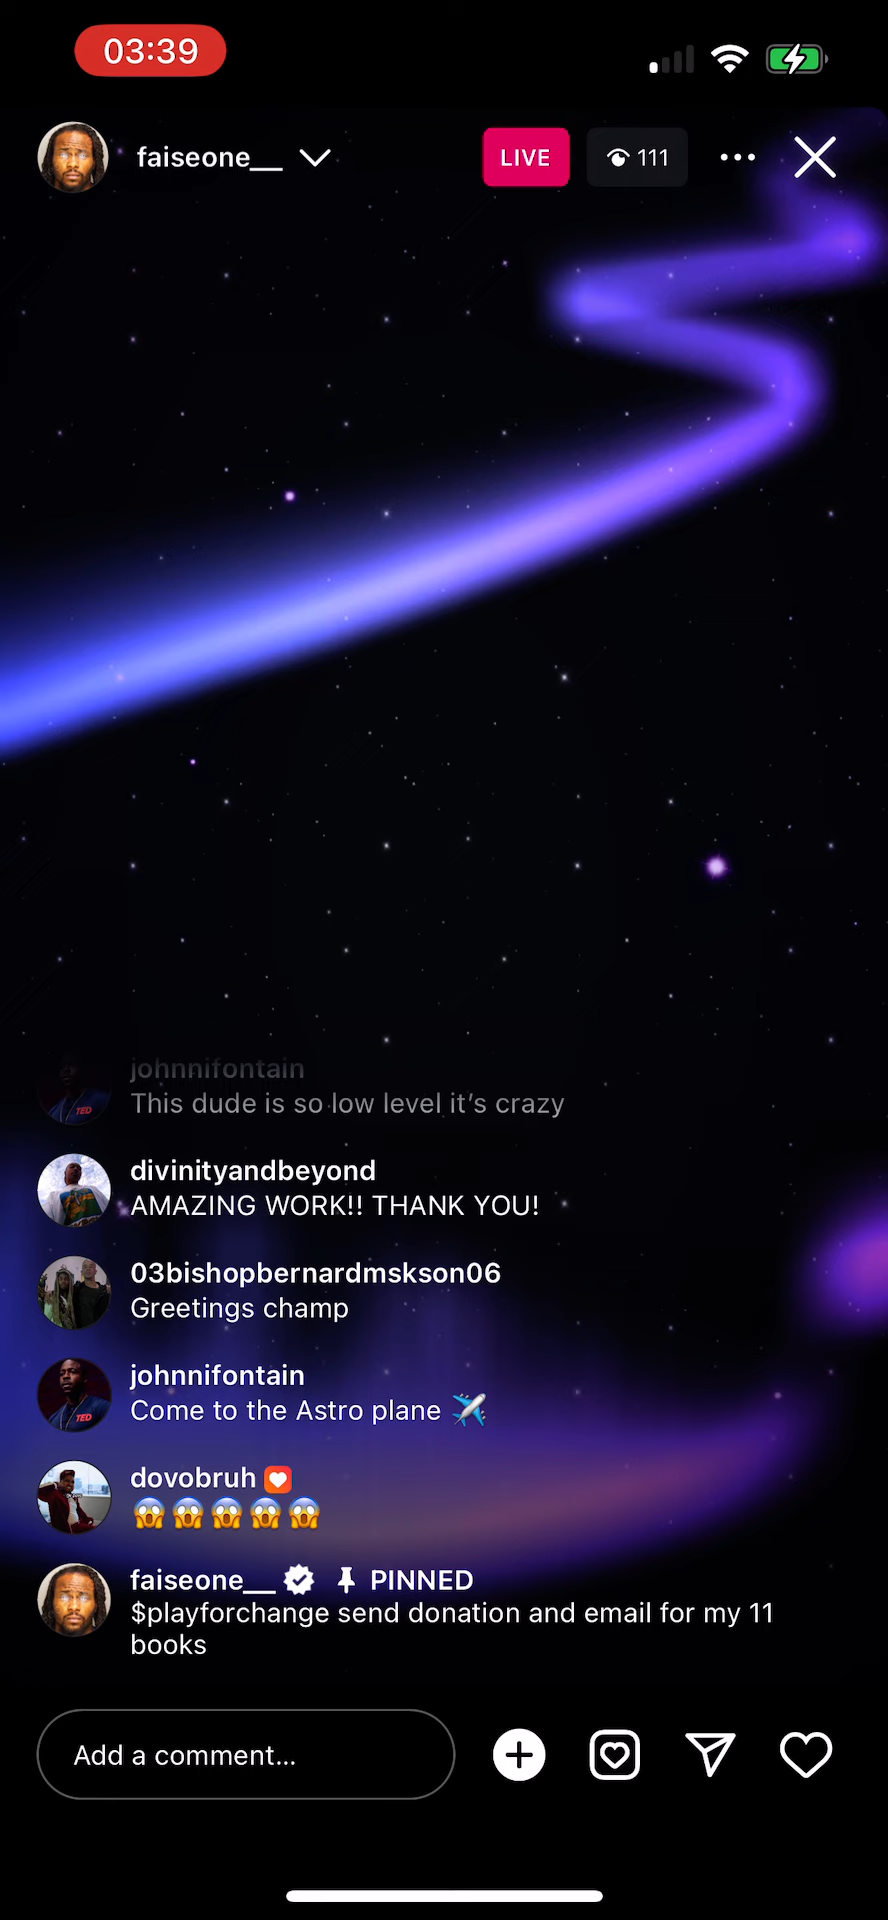 03:39
faiseone__
LIVE
111
johnnifontain
This dude is so low level it’s crazy
TED
divinityandbeyond
AMAZING WORK!! THANK YOU!
03bishopbernardmskson06
Greetings champ
johnnifontain
Come to the Astro plane ✈️
TED
dovobruh
😱😱😱😱😱
faiseone__ PINNED
$playforchange send donation and email for my 11
books
Add a comment...